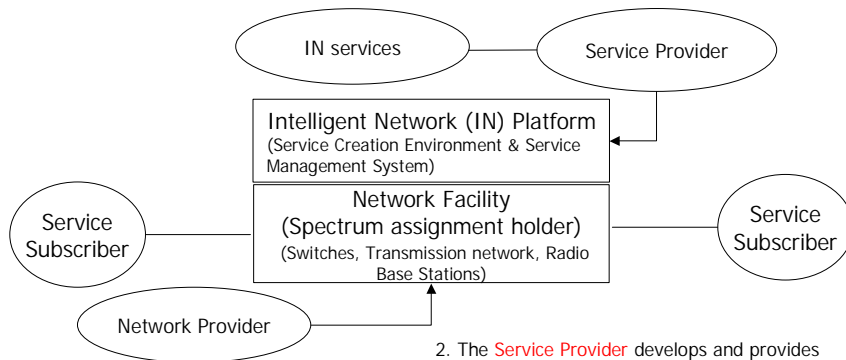 IN services
Service Provider
Intelligent Network (IN) Platform
(Service Creation Environment & Service
Management System)
Network Facility
(Spectrum assignment holder)
(Switches, Transmission network, Radio
Base Stations)
Service
Subscriber
Service
Subscriber
Network Provider
2. The Service Provider develops and provides